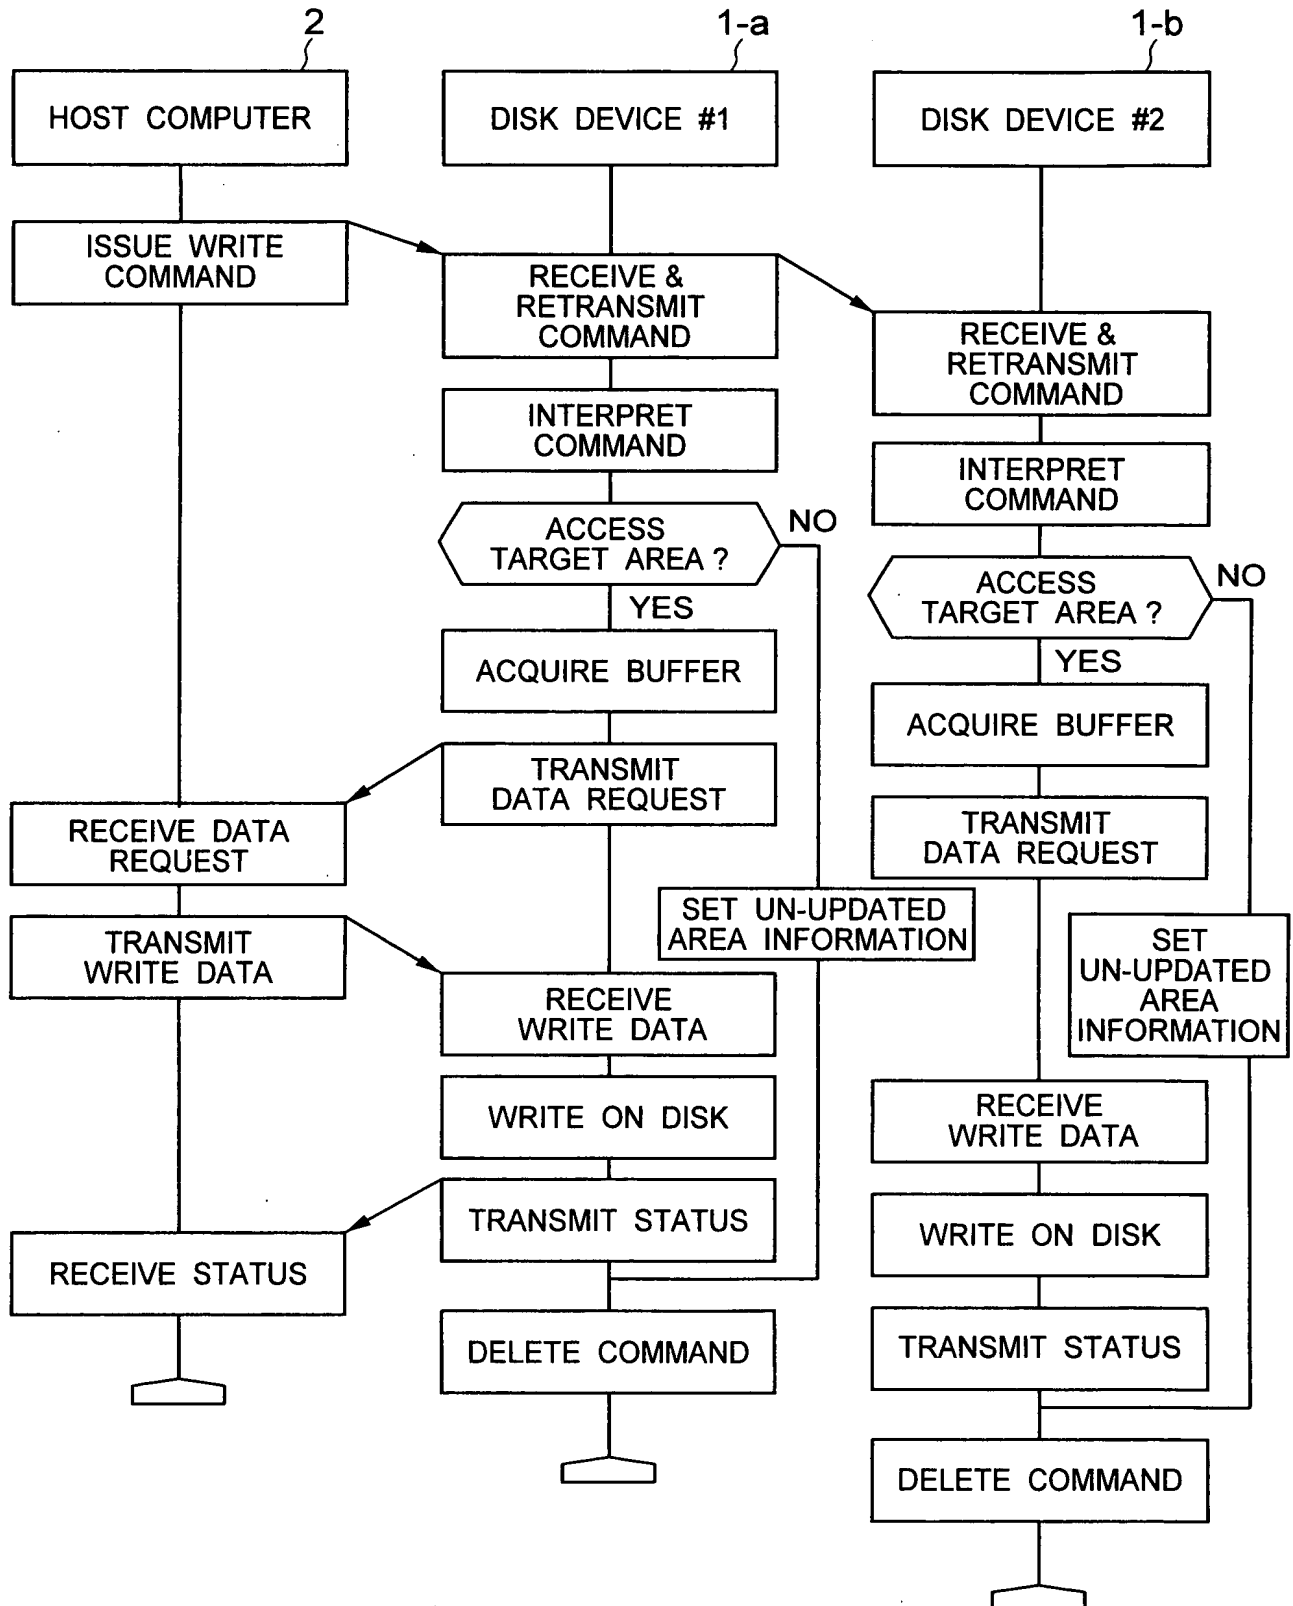 2
HOST COMPUTER
ISSUE WRITE
COMMAND
RECEIVE DATA
REQUEST
TRANSMIT
WRITE DATA
RECEIVE STATUS
1-a
DISK DEVICE #1
RECEIVE &
RETRANSMIT
COMMAND
INTERPRET
COMMAND
ACCESS
TARGET AREA ?
NO
YES
ACQUIRE BUFFER
TRANSMIT
DATA REQUEST
SET UN-UPDATED
AREA INFORMATION
RECEIVE
WRITE DATA
WRITE ON DISK
TRANSMIT STATUS
DELETE COMMAND
1-b
DISK DEVICE #2
RECEIVE &
RETRANSMIT
COMMAND
INTERPRET
COMMAND
ACCESS
TARGET AREA ?
NO
YES
ACQUIRE BUFFER
TRANSMIT
DATA REQUEST
SET
UN-UPDATED
AREA
INFORMATION
RECEIVE
WRITE DATA
WRITE ON DISK
TRANSMIT STATUS
DELETE COMMAND